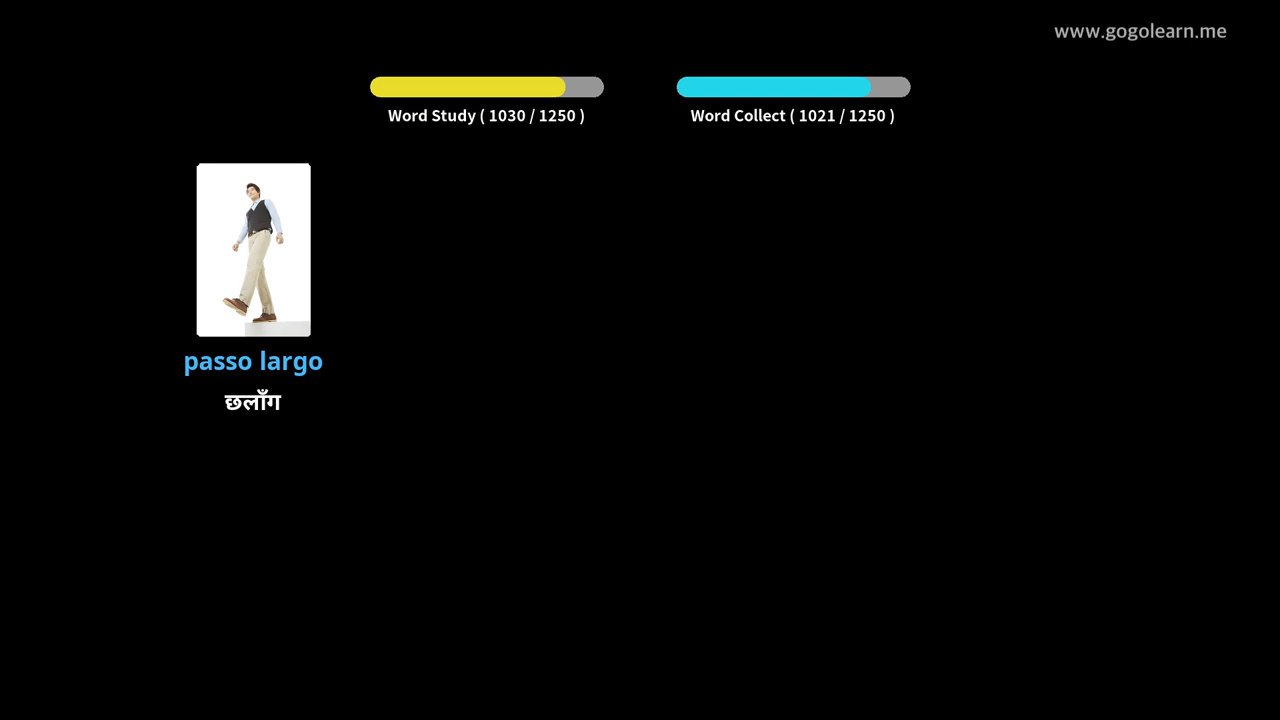 www.gogolearn.me
Word Study ( 1030 / 1250 )
Word Collect ( 1021 / 1250 )
passo largo
छलाँग